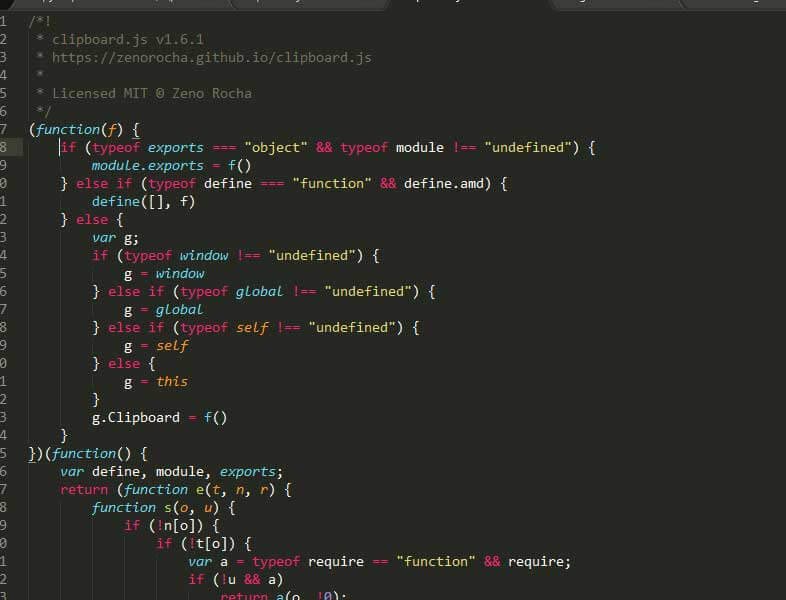 1 /*!
2 * clipboard.js v1.6.1
3 * https://zenorocha.github.io/clipboard.js
4 *
5 * Licensed MIT © Zeno Rocha
6 */
7 (function(f) {
8 if (typeof exports === "object" && typeof module !== "undefined") {
9 module.exports = f()
0 } else if (typeof define === "function" && define.amd) {
1 define([], f)
2 } else {
3 var g;
4 if (typeof window !== "undefined") {
5 g = window
6 } else if (typeof global !== "undefined") {
7 g = global
8 } else if (typeof self !== "undefined") {
9 g = self
0 } else {
1 g = this
2 }
3 g.Clipboard = f()
4 }
5 })(function() {
6 var define, module, exports;
7 return (function e(t, n, r) {
8 function s(o, u) {
9 if (!n[o]) {
0 if (!t[o]) {
1 var a = typeof require == "function" && require;
2 if (!u && a)
3 return a(o, !0);